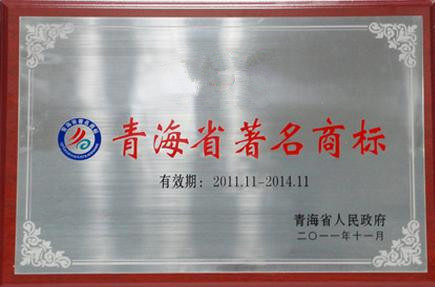 青海省著名商标
有效期：2011.11-2014.11
青海省人民政府
二〇一一年十一月